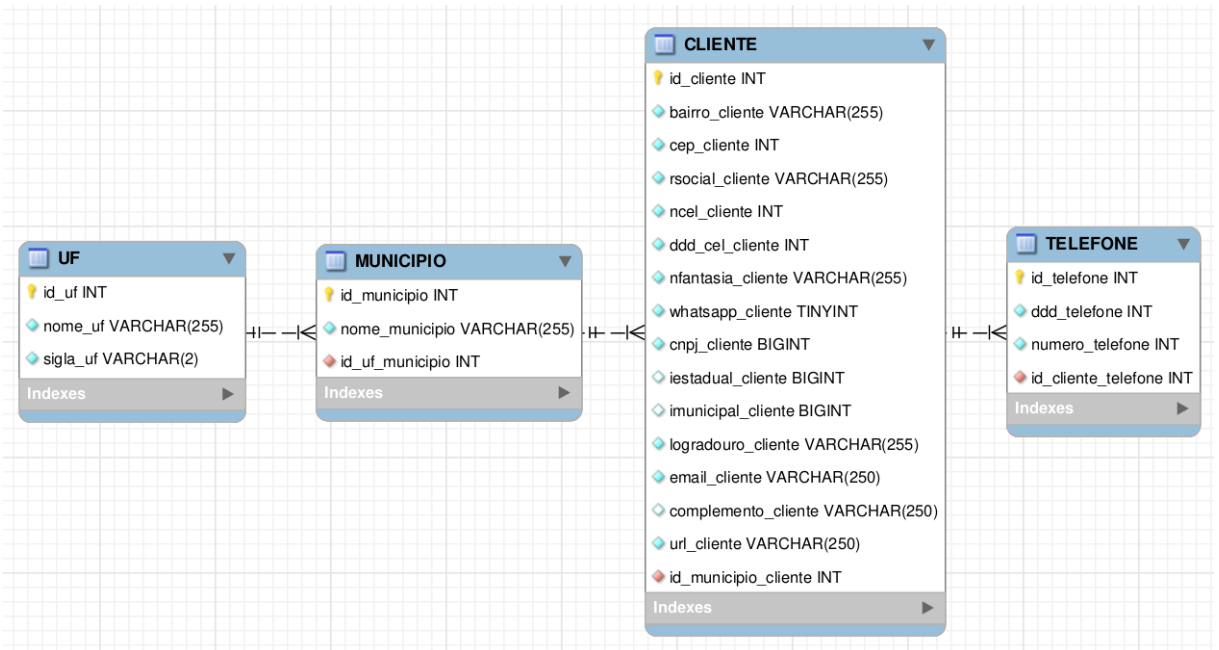 UF
id_uf INT
nome_uf VARCHAR(255)
sigla_uf VARCHAR(2)
Indexes
MUNICIPIO
id_municipio INT
nome_municipio VARCHAR(255)
id_uf_municipio INT
Indexes
CLIENTE
id_cliente INT
bairro_cliente VARCHAR(255)
cep_cliente INT
rsocial_cliente VARCHAR(255)
ncel_cliente INT
ddd_cel_cliente INT
nfantasia_cliente VARCHAR(255)
whatsapp_cliente TINYINT
cnpj_cliente BIGINT
iestadual_cliente BIGINT
imunicipal_cliente BIGINT
logradouro_cliente VARCHAR(255)
email_cliente VARCHAR(250)
complemento_cliente VARCHAR(250)
url_cliente VARCHAR(250)
id_municipio_cliente INT
Indexes
TELEFONE
id_telefone INT
ddd_telefone INT
numero_telefone INT
id_cliente_telefone INT
Indexes